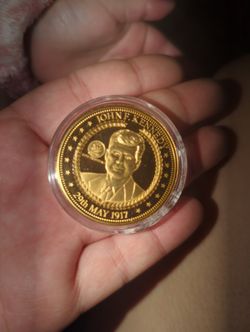 JOHN F. KENNEDY
29th MAY 1917